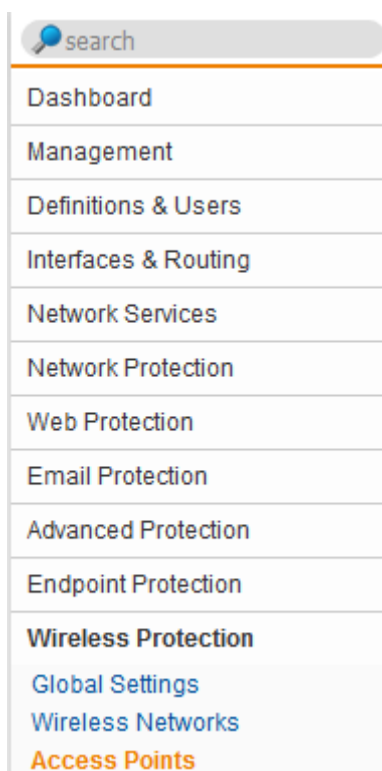 search
Dashboard
Management
Definitions & Users
Interfaces & Routing
Network Services
Network Protection
Web Protection
Email Protection
Advanced Protection
Endpoint Protection
Wireless Protection
Global Settings
Wireless Networks
Access Points